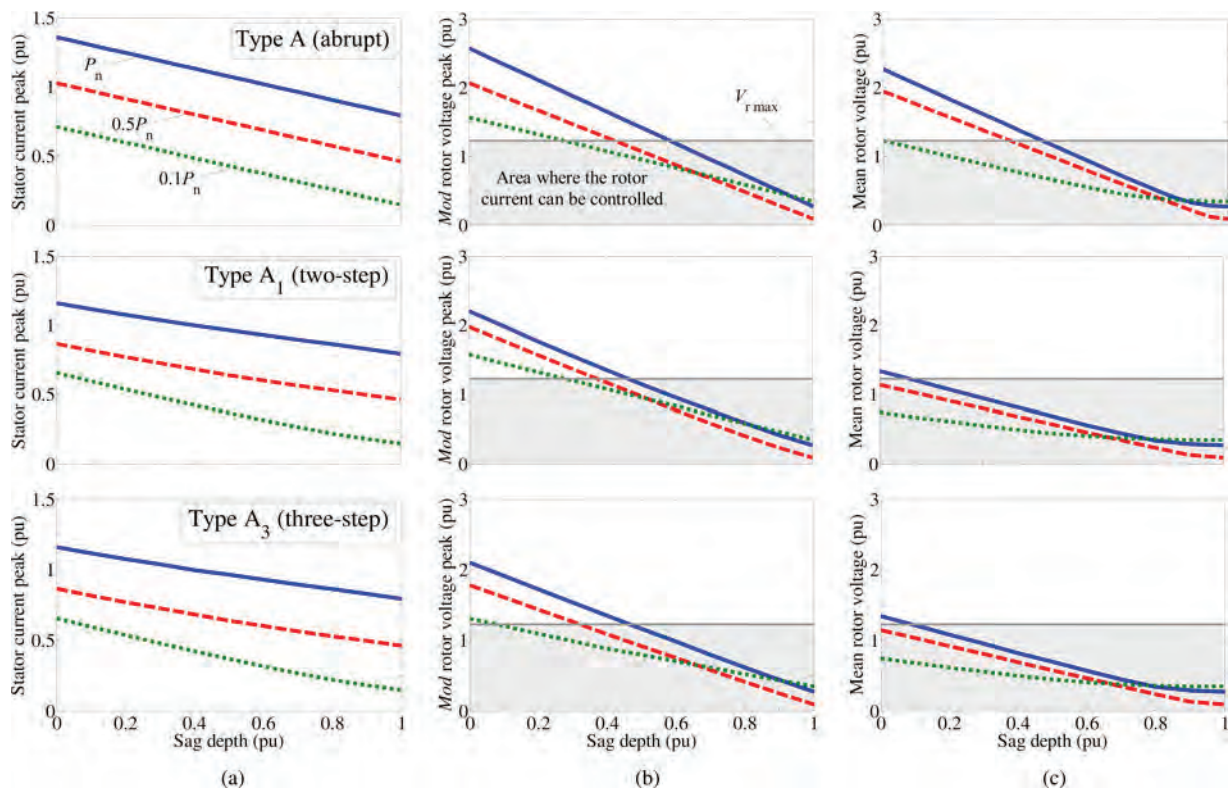 Type A (abrupt)
Stator current peak (pu)
1.5
1
0.5
0
Pn
0.5Pn
0.1Pn
Mod rotor voltage peak (pu)
3
2
1
0
Vr max
Area where the rotor
current can be controlled
Mean rotor voltage (pu)
3
2
1
0
Type A1 (two-step)
Stator current peak (pu)
1.5
1
0.5
0
Mod rotor voltage peak (pu)
3
2
1
0
Mean rotor voltage (pu)
3
2
1
0
Type A3 (three-step)
Stator current peak (pu)
1.5
1
0.5
0
0 0.2 0.4 0.6 0.8 1
Sag depth (pu)
(a)
Mod rotor voltage peak (pu)
3
2
1
0
0 0.2 0.4 0.6 0.8 1
Sag depth (pu)
(b)
Mean rotor voltage (pu)
3
2
1
0
0 0.2 0.4 0.6 0.8 1
Sag depth (pu)
(c)